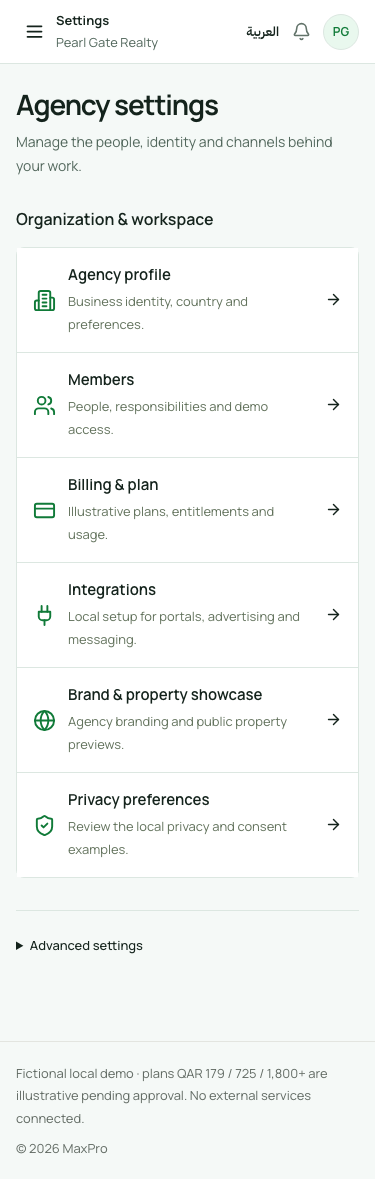 Settings
Pearl Gate Realty
العربية
PG
Agency settings
Manage the people, identity and channels behind
your work.
Organization & workspace
Agency profile
Business identity, country and
preferences.
Members
People, responsibilities and demo
access.
Billing & plan
Illustrative plans, entitlements and
usage.
Integrations
Local setup for portals, advertising and
messaging.
Brand & property showcase
Agency branding and public property
previews.
Privacy preferences
Review the local privacy and consent
examples.
Advanced settings
Fictional local demo · plans QAR 179 / 725 / 1,800+ are
illustrative pending approval. No external services
connected.
© 2026 MaxPro